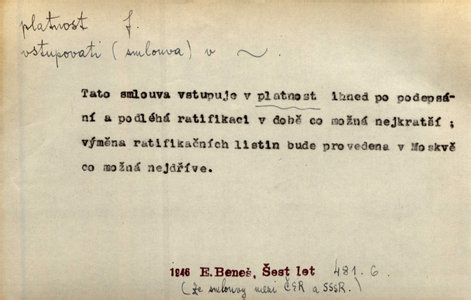 platnost f.
vstupovati (smlouva) v ~.
Tato smlouva vstupuje v platnost ihned po podepsá-
ní a podléhá ratifikaci v době co možná nejkratší ;
výměna ratifikačních listin bude provedena v Moskvě
co možná nejdříve.
1946 E. Beneš, Šest let 481.6.
(Ze smlouvy mezi ČSR a SSSR.)